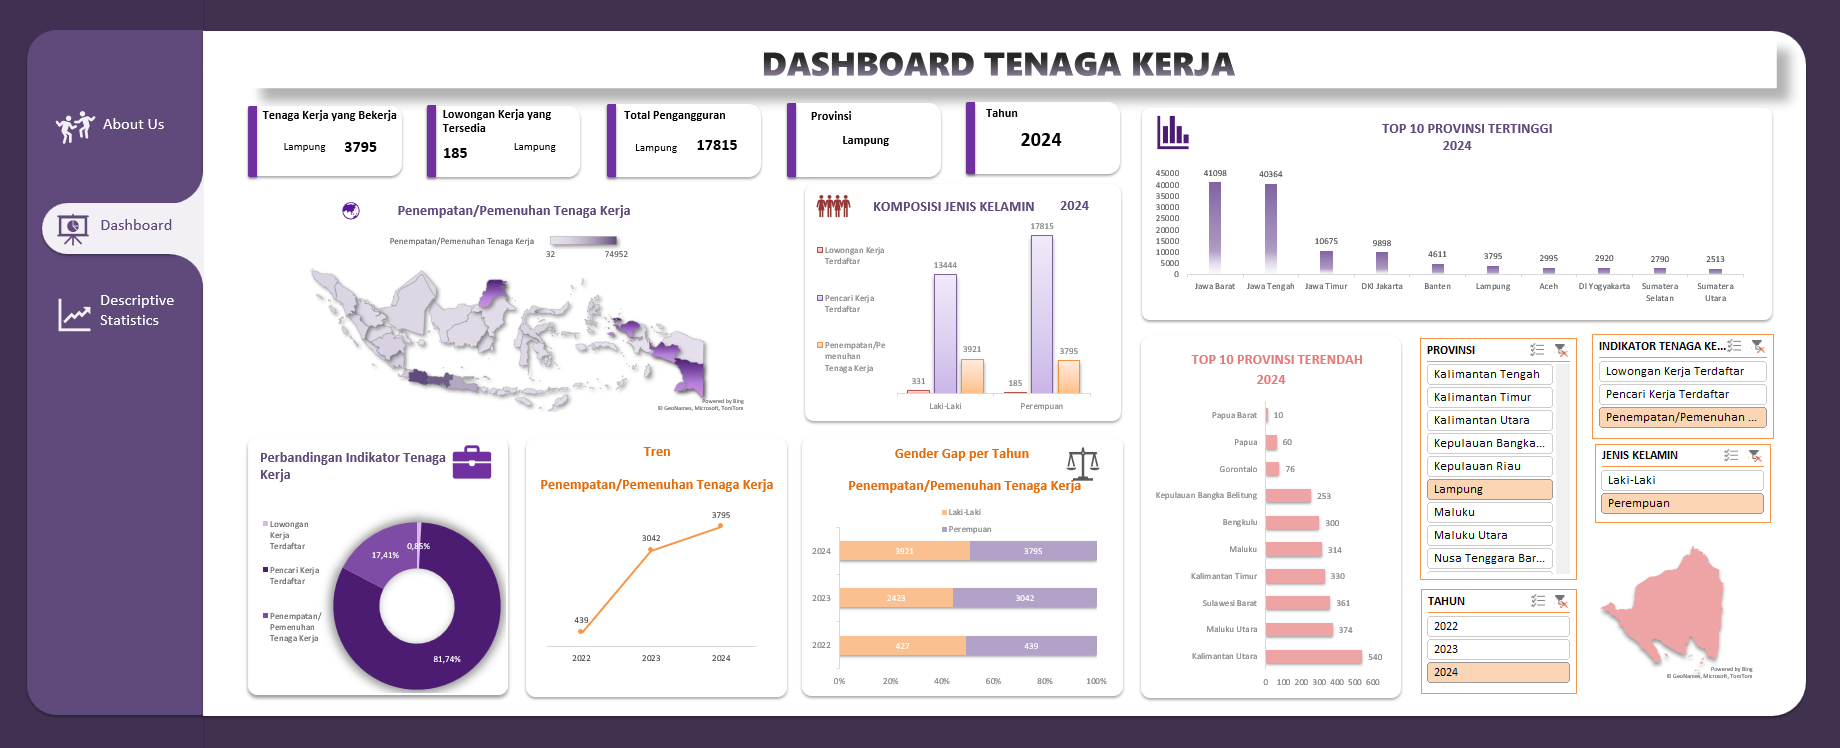 DASHBOARD TENAGA KERJA
About Us
Dashboard
Descriptive
Statistics
Tenaga Kerja yang Bekerja
Lampung 3795
Lowongan Kerja yang
Tersedia
185 Lampung
Total Pengangguran
Lampung 17815
Provinsi
Lampung
Tahun
2024
Penempatan/Pemenuhan Tenaga Kerja
Penempatan/Pemenuhan Tenaga Kerja
32 74952
Powered by Bing
© GeoNames, Microsoft, TomTom
KOMPOSISI JENIS KELAMIN 2024
Lowongan Kerja
Terdaftar
Pencari Kerja
Terdaftar
Penempatan/Pe
menuhan
Tenaga Kerja
331
13444
3921
185
17815
3795
Laki-Laki Perempuan
TOP 10 PROVINSI TERTINGGI
2024
45000
40000
35000
30000
25000
20000
15000
10000
5000
0
41098 40364 10675 9898 4611 3795 2995 2920 2790 2513
Jawa Barat Jawa Tengah Jawa Timur DKI Jakarta Banten Lampung Aceh DI Yogyakarta Sumatera Sumatera
Selatan Utara
Perbandingan Indikator Tenaga
Kerja
Lowongan
Kerja
Terdaftar
Pencari Kerja
Terdaftar
Penempatan/
Pemenuhan
Tenaga Kerja
0,85%
17,41%
81,74%
Tren
Penempatan/Pemenuhan Tenaga Kerja
439
3042
3795
2022 2023 2024
Gender Gap per Tahun
Penempatan/Pemenuhan Tenaga Kerja
Laki-Laki
Perempuan
2024 3921 3795
2023 2423 3042
2022 427 439
0% 20% 40% 60% 80% 100%
TOP 10 PROVINSI TERENDAH
2024
Papua Barat 10
Papua 60
Gorontalo 76
Kepulauan Bangka Belitung 253
Bengkulu 300
Maluku 314
Kalimantan Timur 330
Sulawesi Barat 361
Maluku Utara 374
Kalimantan Utara 540
0 100 200 300 400 500 600
PROVINSI
Kalimantan Tengah
Kalimantan Timur
Kalimantan Utara
Kepulauan Bangka...
Kepulauan Riau
Lampung
Maluku
Maluku Utara
Nusa Tenggara Bar...
TAHUN
2022
2023
2024
INDIKATOR TENAGA KE...
Lowongan Kerja Terdaftar
Pencari Kerja Terdaftar
Penempatan/Pemenuhan ...
JENIS KELAMIN
Laki-Laki
Perempuan
Powered by Bing
© GeoNames, Microsoft, TomTom